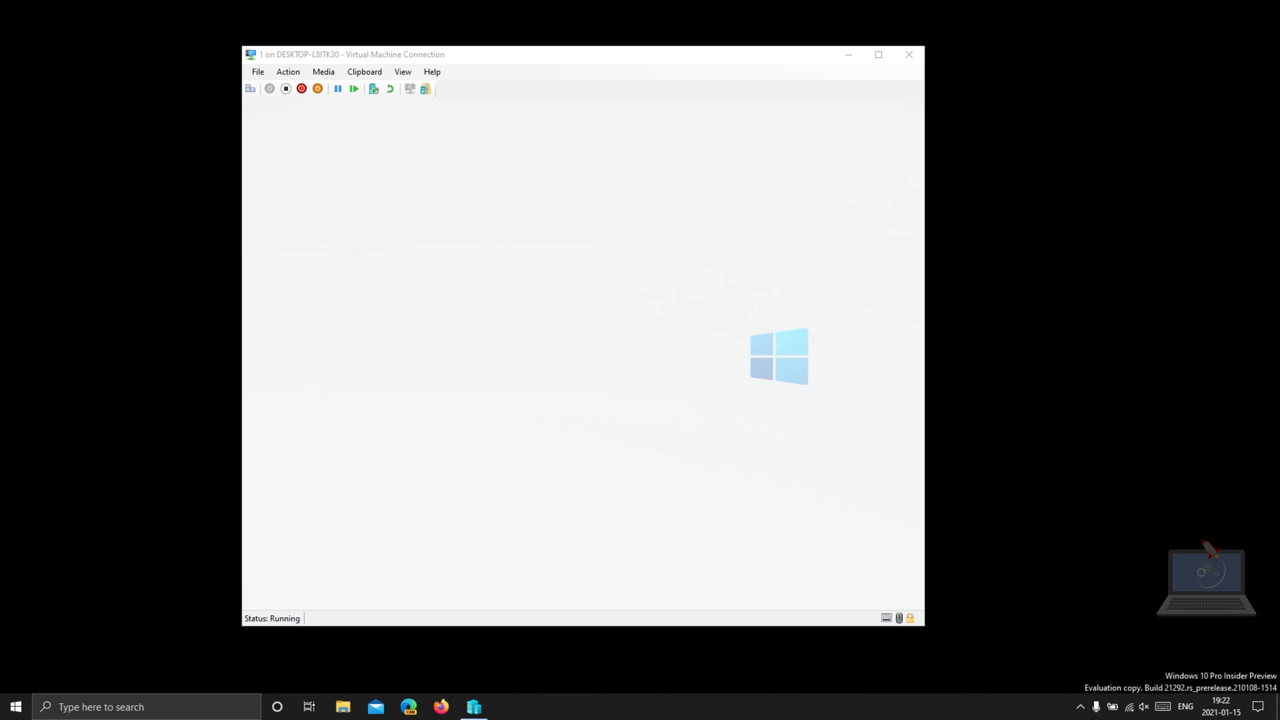 1 on DESKTOP-L8ITK30 - Virtual Machine Connection
File Action Media Clipboard View Help
Status: Running
Windows 10 Pro Insider Preview
Evaluation copy. Build 21292.rs_prerelease.210108-1514
Type here to search
ENG
19:22
2021-01-15